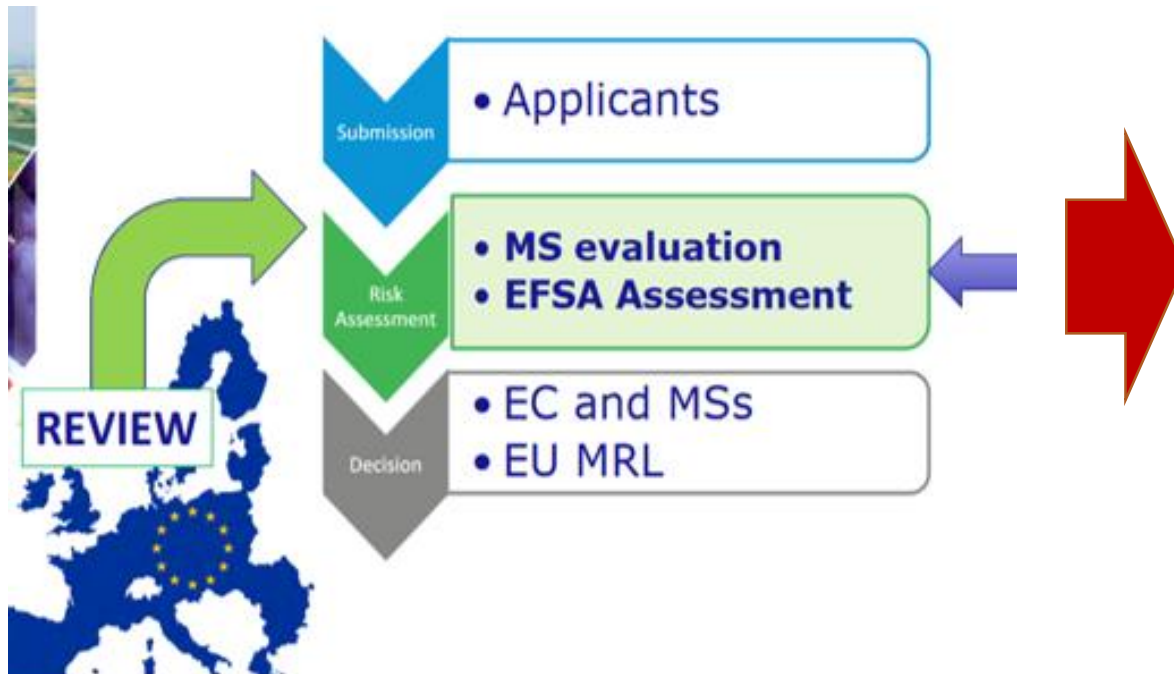 Submission
• Applicants
Risk
Assessment
• MS evaluation
• EFSA Assessment
REVIEW
Decision
• EC and MSs
• EU MRL